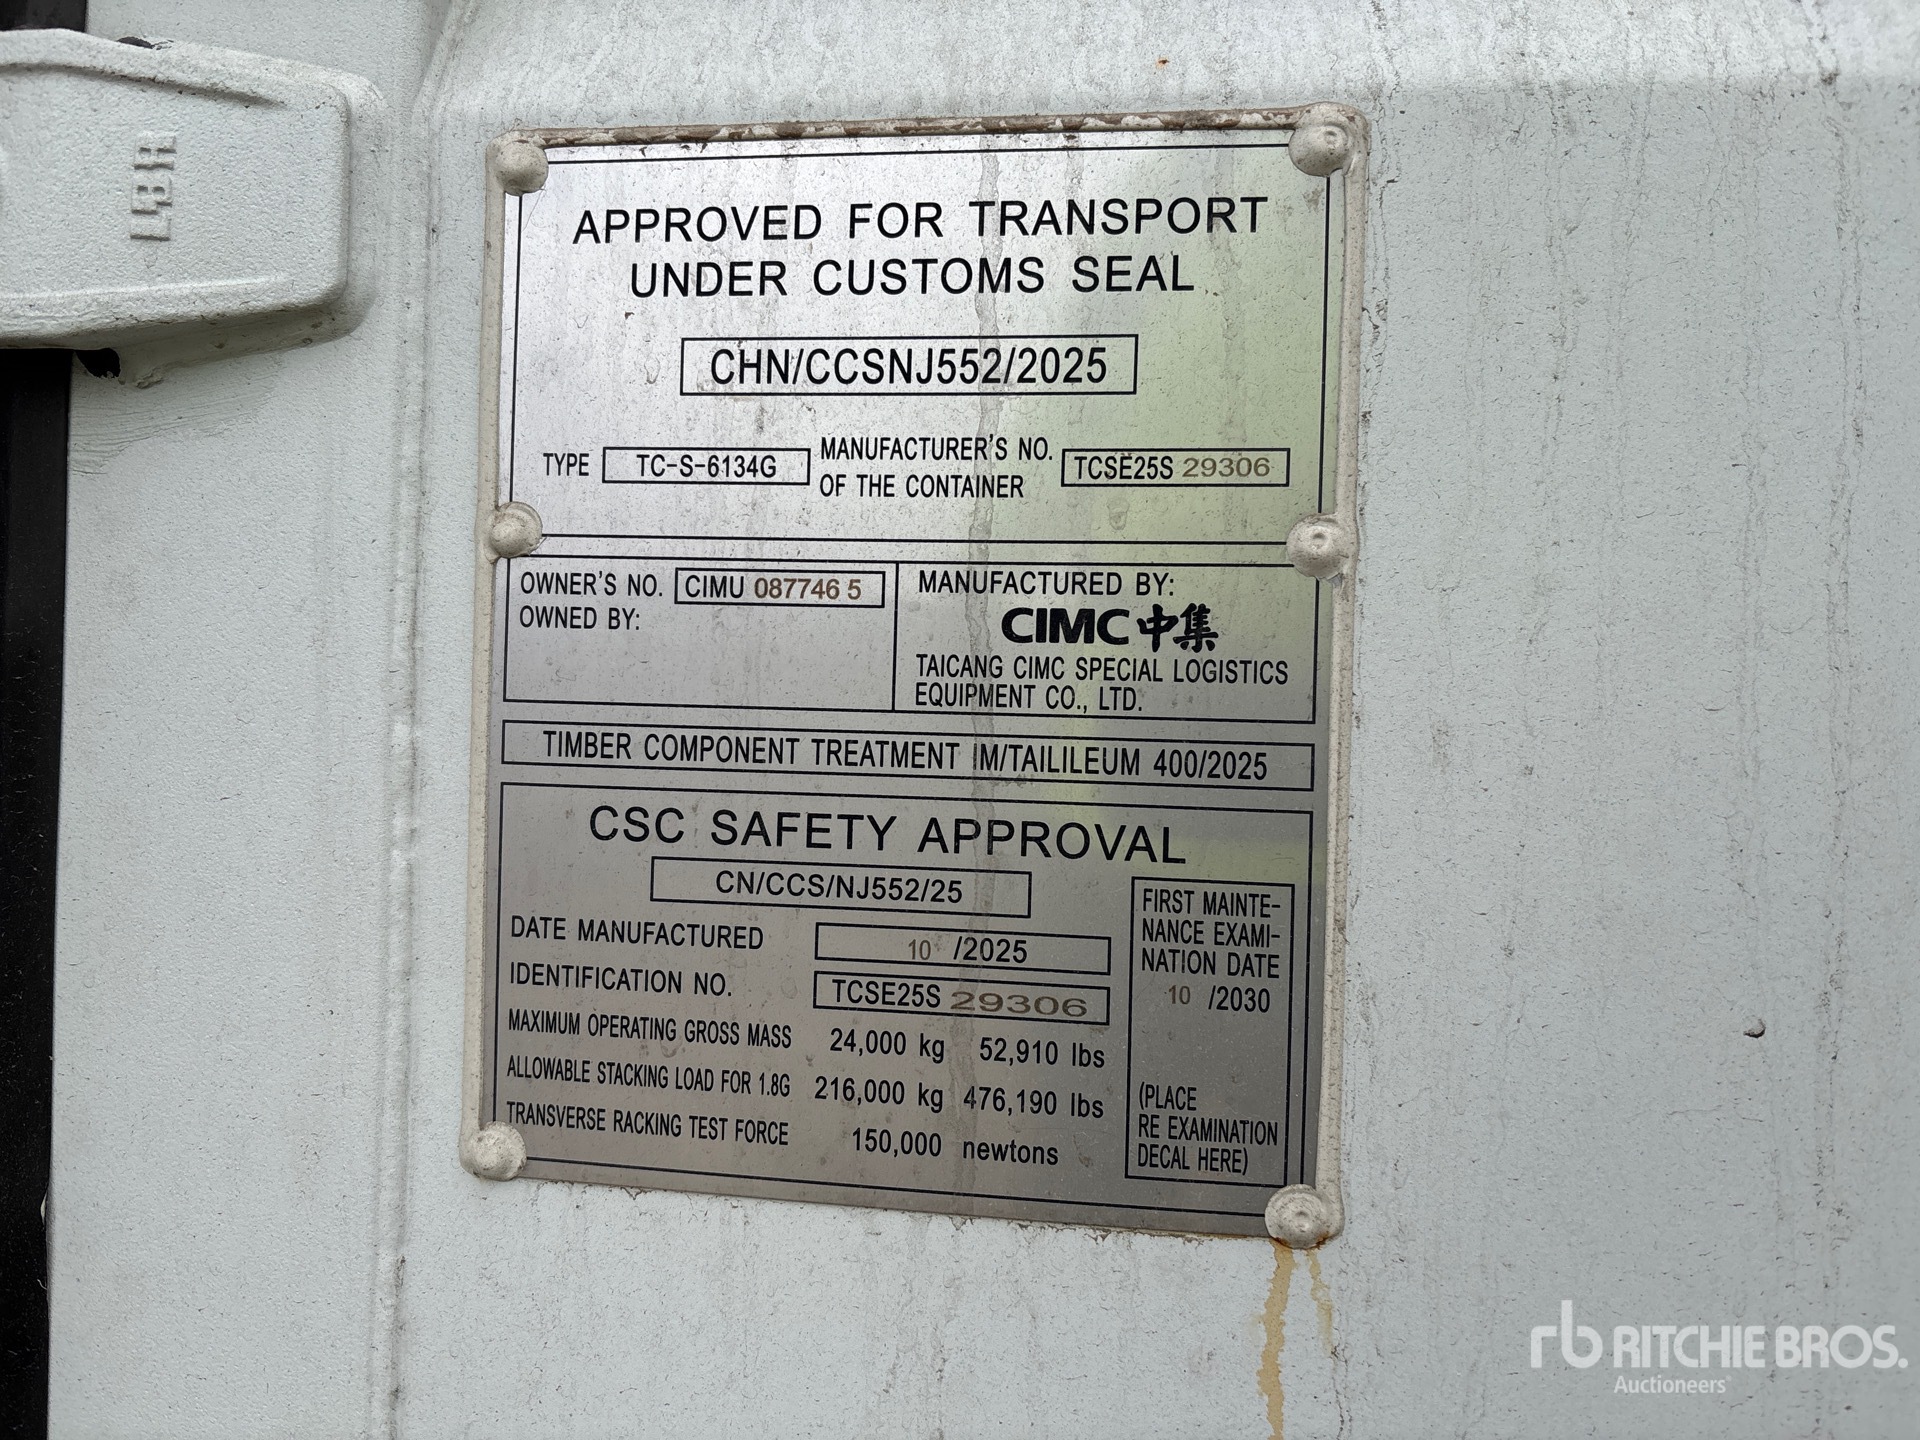 LBR
APPROVED FOR TRANSPORT
UNDER CUSTOMS SEAL
CHN/CCSNJ552/2025
TYPE TC-S-6134G MANUFACTURER'S NO. OF THE CONTAINER TCSE25S 29306
OWNER'S NO. CIMU 087746 5
OWNED BY:
MANUFACTURED BY:
CIMC 中集
TAICANG CIMC SPECIAL LOGISTICS
EQUIPMENT CO., LTD.
TIMBER COMPONENT TREATMENT IM/TAILILEUM 400/2025
CSC SAFETY APPROVAL
CN/CCS/NJ552/25
DATE MANUFACTURED 10 /2025
IDENTIFICATION NO. TCSE25S 29306
MAXIMUM OPERATING GROSS MASS 24,000 kg 52,910 lbs
ALLOWABLE STACKING LOAD FOR 1.8G 216,000 kg 476,190 lbs
TRANSVERSE RACKING TEST FORCE 150,000 newtons
FIRST MAINTE-
NANCE EXAMI-
NATION DATE
10 /2030
(PLACE
RE EXAMINATION
DECAL HERE)
rb RITCHIE BROS.
Auctioneers